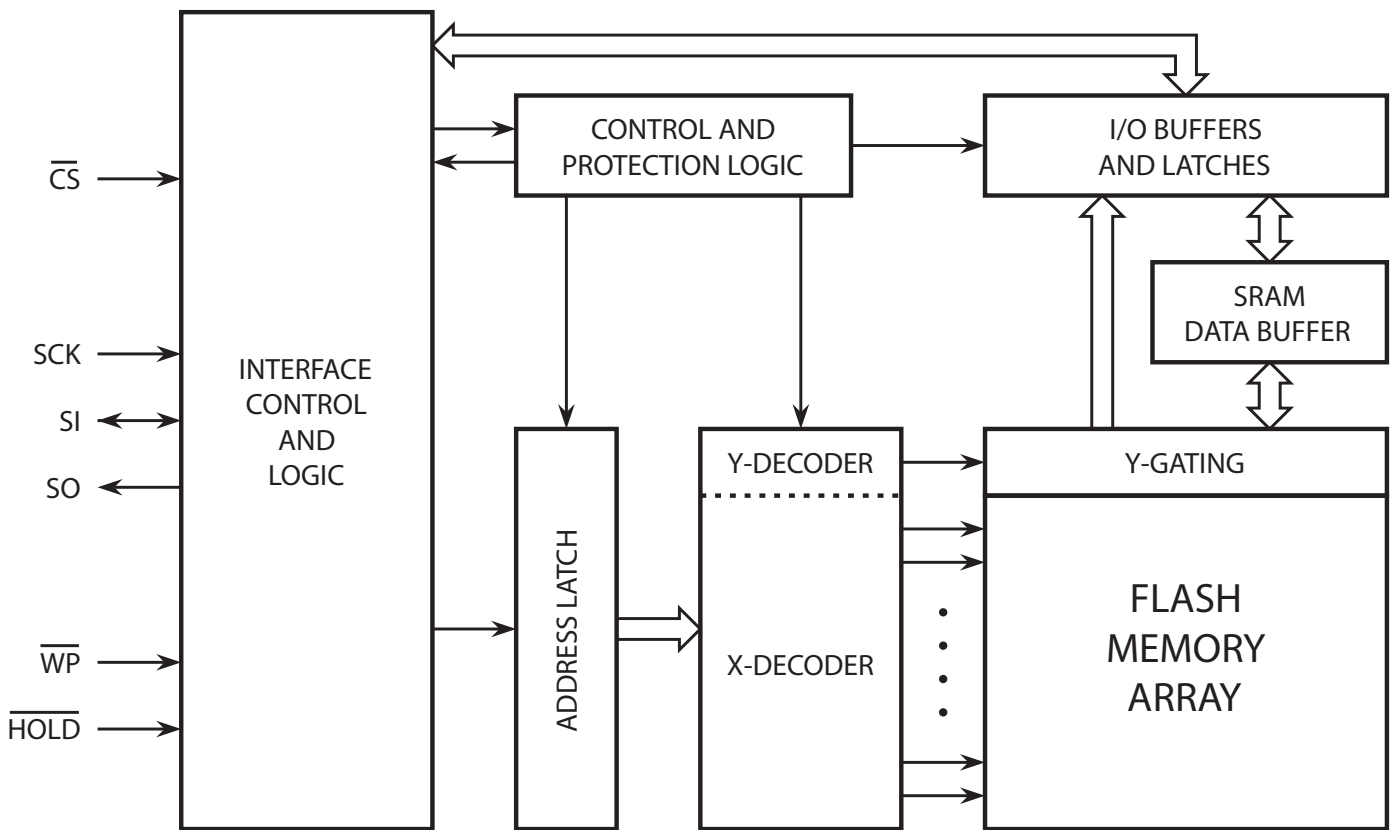 CS
SCK
SI
SO
WP
HOLD
INTERFACE
CONTROL
AND
LOGIC
CONTROL AND
PROTECTION LOGIC
I/O BUFFERS
AND LATCHES
SRAM
DATA BUFFER
ADDRESS LATCH
Y-DECODER
X-DECODER
Y-GATING
FLASH
MEMORY
ARRAY